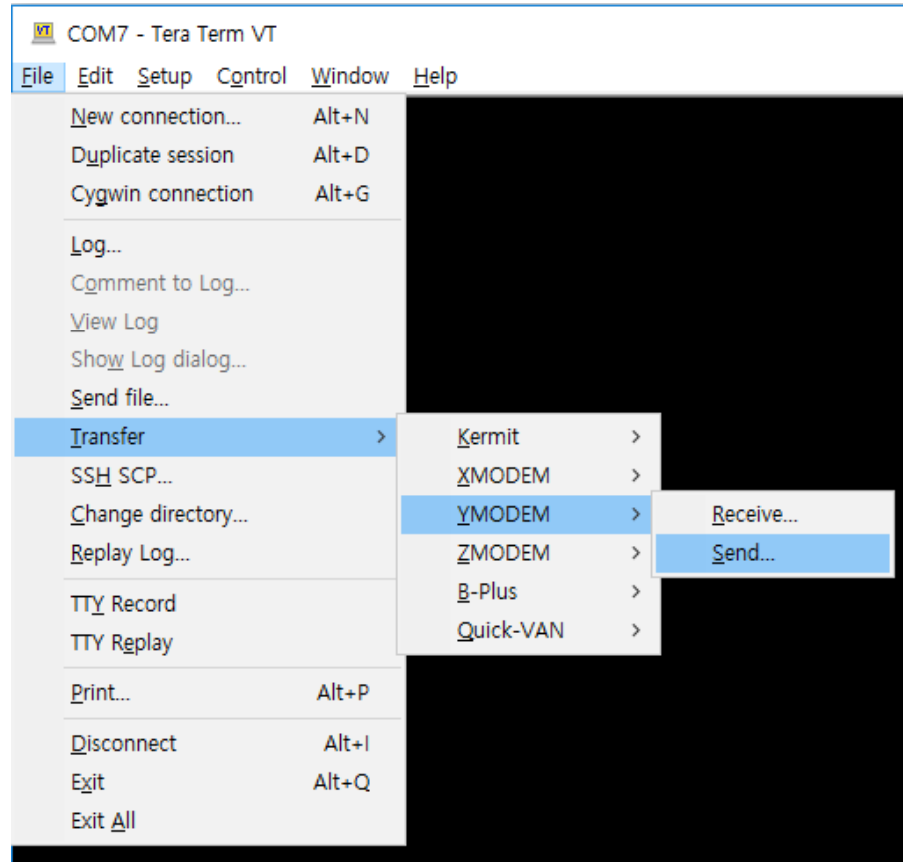 VT COM7 - Tera Term VT
File Edit Setup Control Window Help
New connection... Alt+N
Duplicate session Alt+D
Cygwin connection Alt+G
Log...
Comment to Log...
View Log
Show Log dialog...
Send file...
Transfer >
SSH SCP...
Change directory...
Replay Log...
TTY Record
TTY Replay
Print... Alt+P
Disconnect Alt+I
Exit Alt+Q
Exit All
Kermit >
XMODEM >
YMODEM >
ZMODEM >
B-Plus >
Quick-VAN >
Receive...
Send...